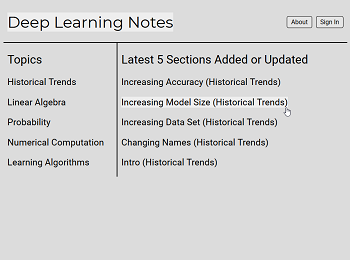 Deep Learning Notes
About
Sign In
Topics
Historical Trends
Linear Algebra
Probability
Numerical Computation
Learning Algorithms
Latest 5 Sections Added or Updated
Increasing Accuracy (Historical Trends)
Increasing Model Size (Historical Trends)
Increasing Data Set (Historical Trends)
Changing Names (Historical Trends)
Intro (Historical Trends)